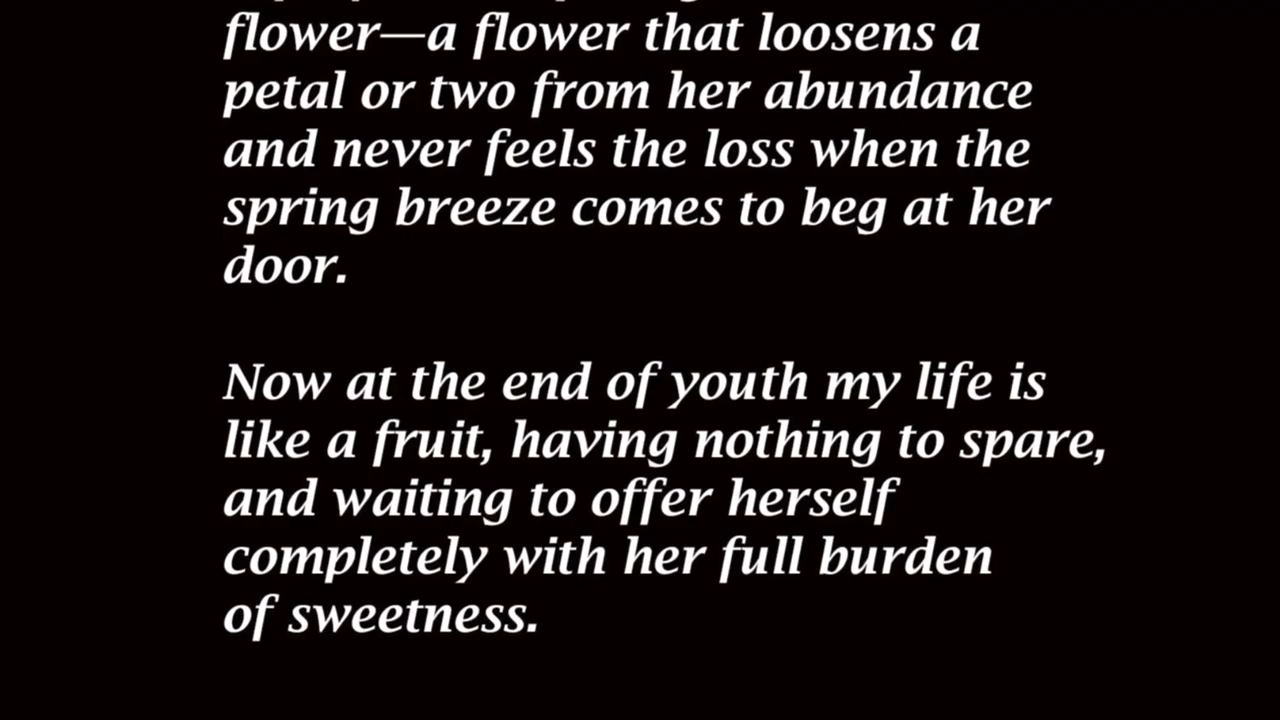 flower—a flower that loosens a
petal or two from her abundance
and never feels the loss when the
spring breeze comes to beg at her
door.
Now at the end of youth my life is
like a fruit, having nothing to spare,
and waiting to offer herself
completely with her full burden
of sweetness.